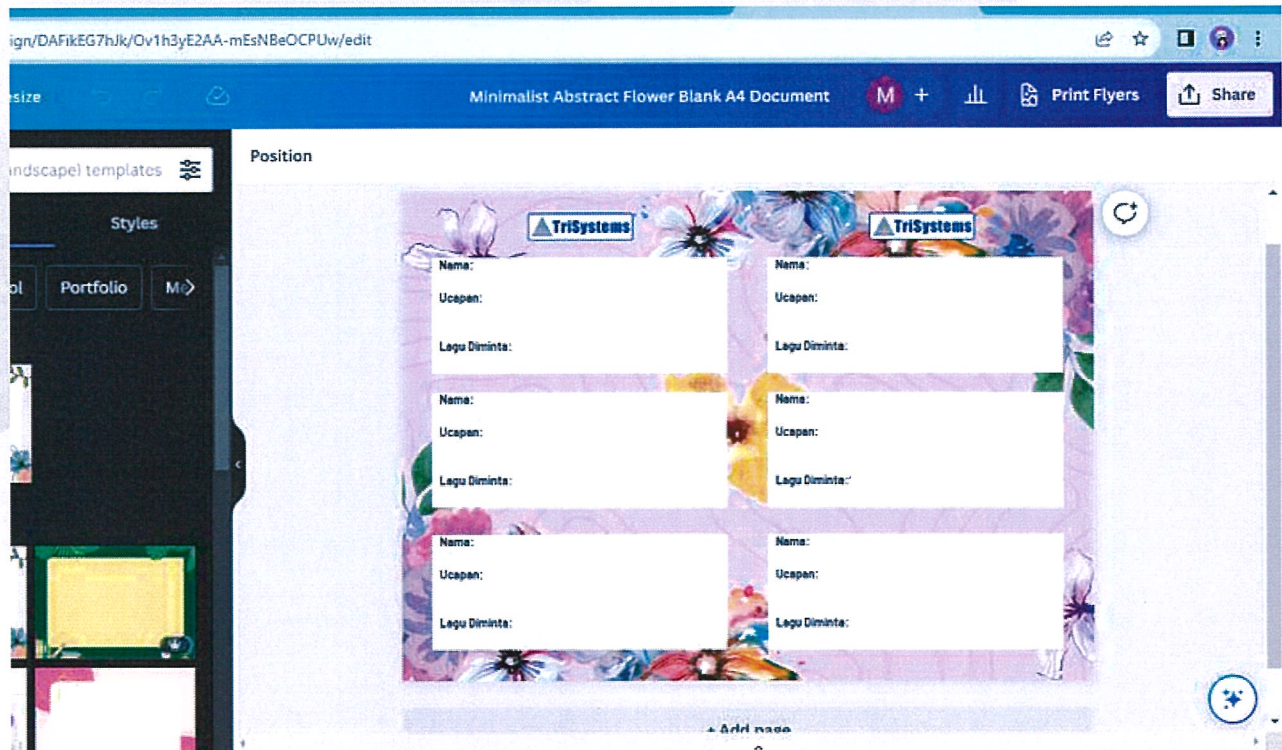 ign/DAFikEG7hJk/Ov1h3yE2AA-mEsNBeOCPUw/edit
esize
Minimalist Abstract Flower Blank A4 Document
M
+
Print Flyers
Share
andscape) templates
Position
Styles
ol
Portfolio
Me
TriSystems
TriSystems
Nama:
Ucapan:
Lagu Diminta:
Nama:
Ucapan:
Lagu Diminta:
Nama:
Ucapan:
Lagu Diminta:
Nama:
Ucapan:
Lagu Diminta:
Nama:
Ucapan:
Lagu Diminta:
Nama:
Ucapan:
Lagu Diminta:
+ Add page